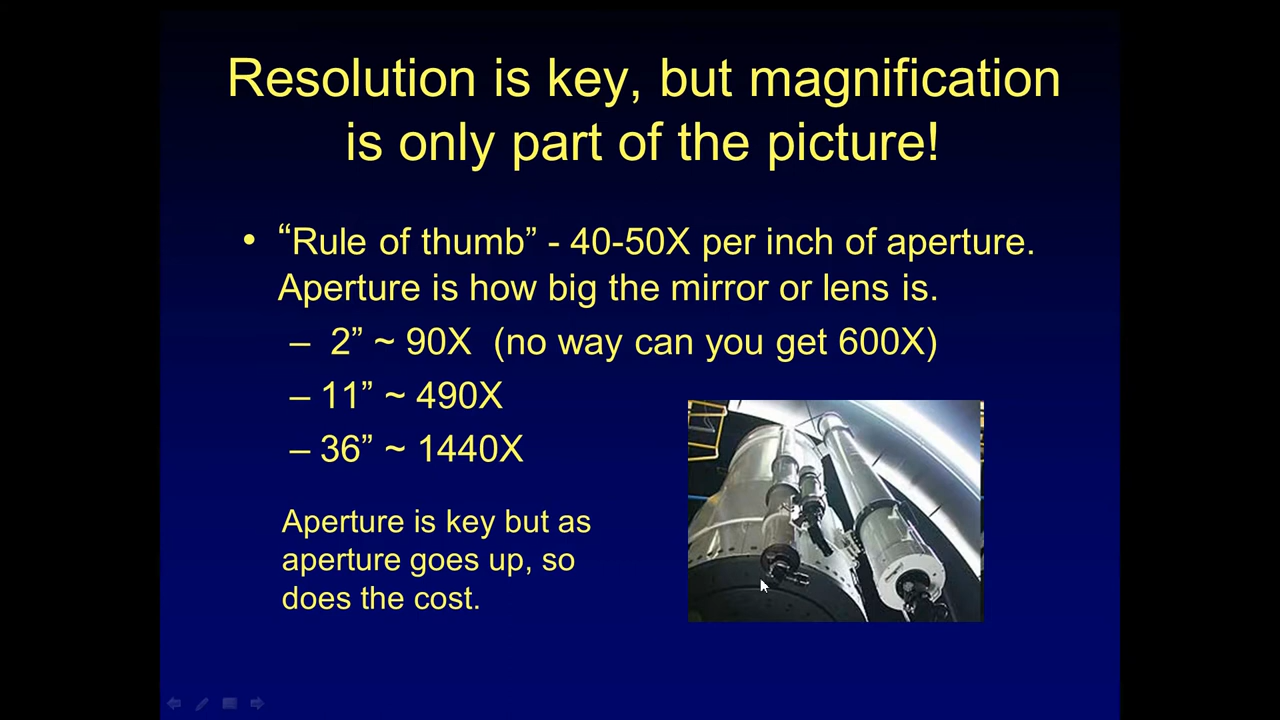 Resolution is key, but magnification
is only part of the picture!
• “Rule of thumb” - 40-50X per inch of aperture.
Aperture is how big the mirror or lens is.
– 2” ~ 90X (no way can you get 600X)
– 11” ~ 490X
– 36” ~ 1440X
Aperture is key but as
aperture goes up, so
does the cost.